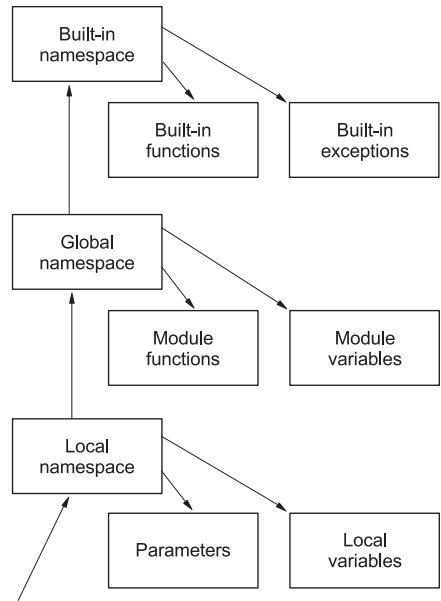 Built-in
namespace
Built-in
functions
Built-in
exceptions
Global
namespace
Module
functions
Module
variables
Local
namespace
Parameters
Local
variables